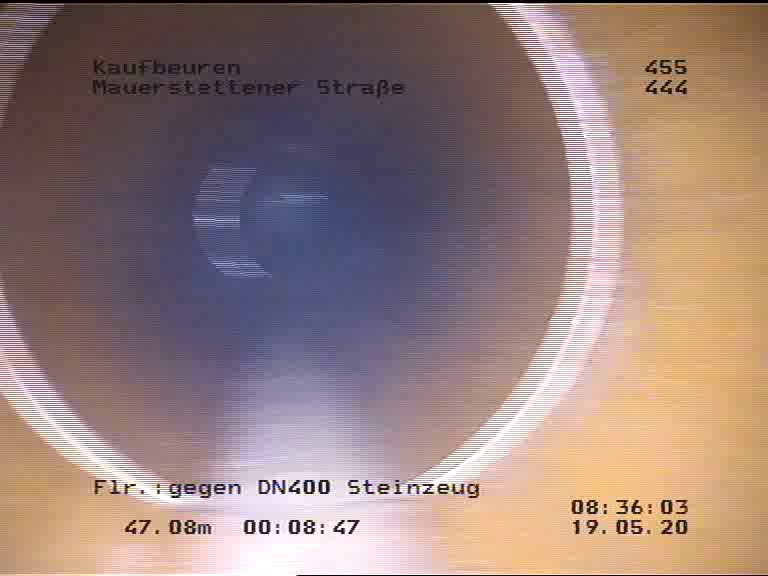 Kaufbeuren 455
Mauerstettener Straße 444
Flr.:gegen DN400 Steinzeug
08:36:03
47.08m 00:08:47 19.05.20